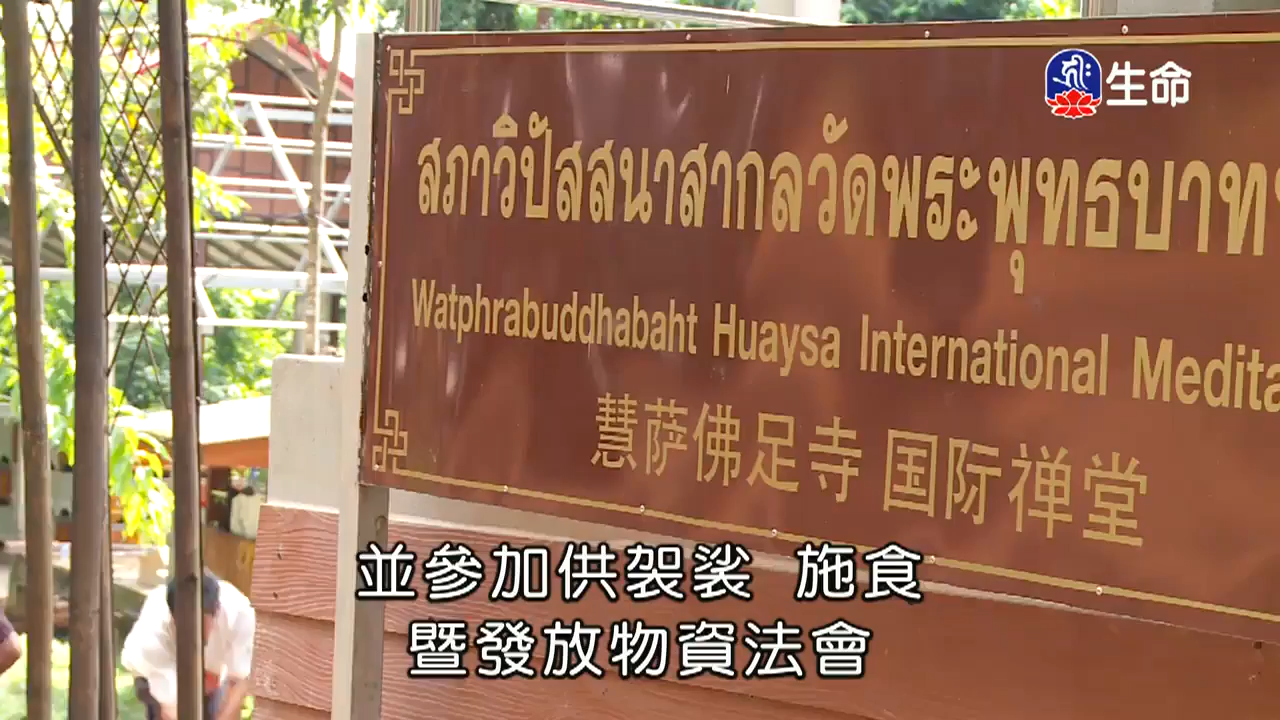 生命
สภาวิปัสสนาสากลวัดพระพุทธบาท
Watphrabuddhabaht Huaysa International Medita
慧萨佛足寺 国际禅堂
並參加供袈裟 施食
暨發放物資法會